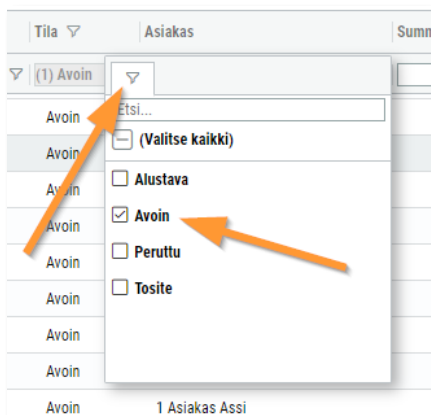 Tila Asiakas Summ
(1) Avoin
Etsi...
(Valitse kaikki)
Alustava
Avoin
Peruttu
Tosite
Avoin
Avoin
Avoin
Avoin
Avoin
Avoin
Avoin
Avoin
Avoin 1 Asiakas Assi